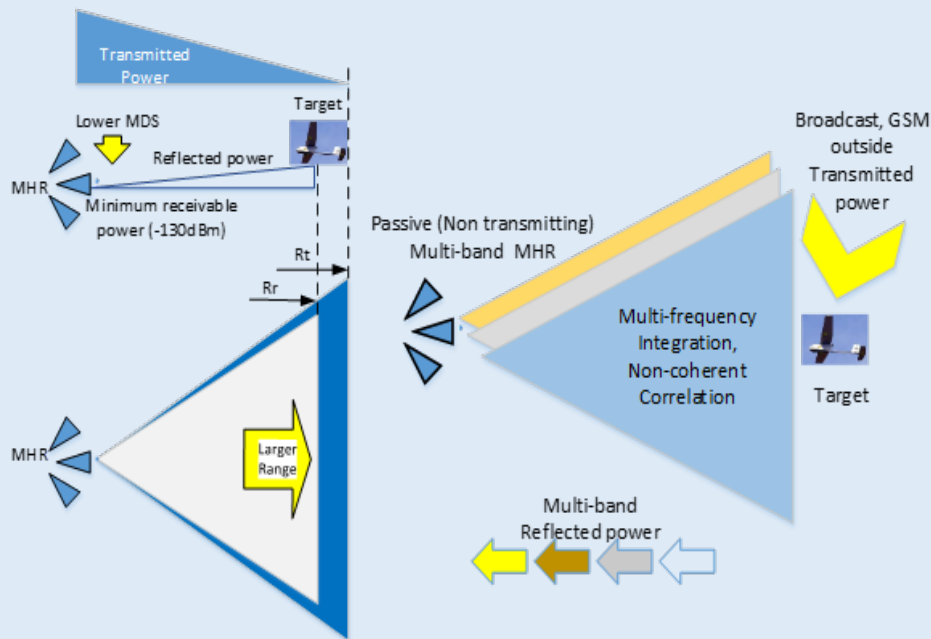 Transmitted
Power
Target
Lower MDS
Reflected power
MHR
Minimum receivable
power (-130dBm)
Rt
Rr
MHR
Larger
Range
Passive (Non transmitting)
Multi-band MHR
Broadcast, GSM
outside
Transmitted
power
Multi-frequency
Integration,
Non-coherent
Correlation
Target
Multi-band
Reflected power